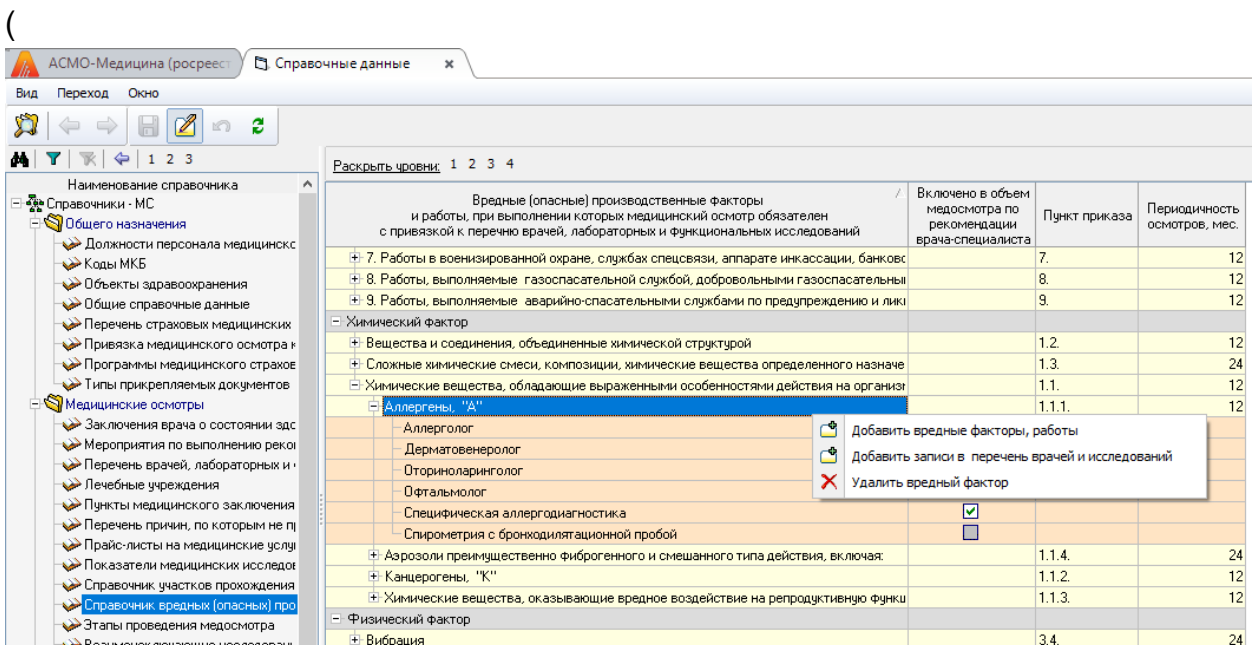 (
АСМО-Медицина (росреест
Справочные данные
Вид Переход Окно
1 2 3
Раскрыть уровни: 1 2 3 4
Наименование справочника
Справочники - МС
Общего назначения
Должности персонала медицинск
Коды МКБ
Объекты здравоохранения
Общие справочные данные
Перечень страховых медицинских
Привязка медицинского осмотра к
Программы медицинского страхов
Типы прикрепляемых документов
Медицинские осмотры
Заключения врача о состоянии здо
Мероприятия по выполнению реко
Перечень врачей, лабораторных и
Лечебные учреждения
Пункты медицинского заключения
Перечень причин, по которым не п
Прайс-листы на медицинские услу
Показатели медицинских исследо
Справочник участков прохождения
Справочник вредных (опасных) про
Этапы проведения медосмотра
Вредные (опасные) производственные факторы
и работы, при выполнении которых медицинский осмотр обязателен
с привязкой к перечню врачей, лабораторных и функциональных исследований
Включено в объем
медосмотра по
рекомендации
врача-специалиста
Пункт приказа
Периодичность
осмотров, мес.
7. Работы в военизированной охране, службах спецсвязи, аппарате инкассации, банковс 7. 12
8. Работы, выполняемые газоспасательной службой, добровольными газоспасательны 8. 12
9. Работы, выполняемые аварийно-спасательными службами по предупреждению и лик 9. 12
Химический фактор
Вещества и соединения, объединенные химической структурой 1.2. 12
Сложные химические смеси, композиции, химические вещества определенного назначе 1.3. 24
Химические вещества, обладающие выраженными особенностями действия на организ 1.1. 12
Аллергены, "А" 1.1.1. 12
Аллерголог
Дерматовенеролог
Оториноларинголог
Офтальмолог
Специфическая аллергодиагностика
Спирометрия с бронходилятационной пробой
Добавить вредные факторы, работы
Добавить записи в перечень врачей и исследований
Удалить вредный фактор
Аэрозоли преимущественно фиброгенного и смешанного типа действия, включая: 1.1.4. 24
Канцерогены, "К" 1.1.2. 12
Химические вещества, оказывающие вредное воздействие на репродуктивную функц 1.1.3. 12
Физический фактор
Вибрация 3.4. 24